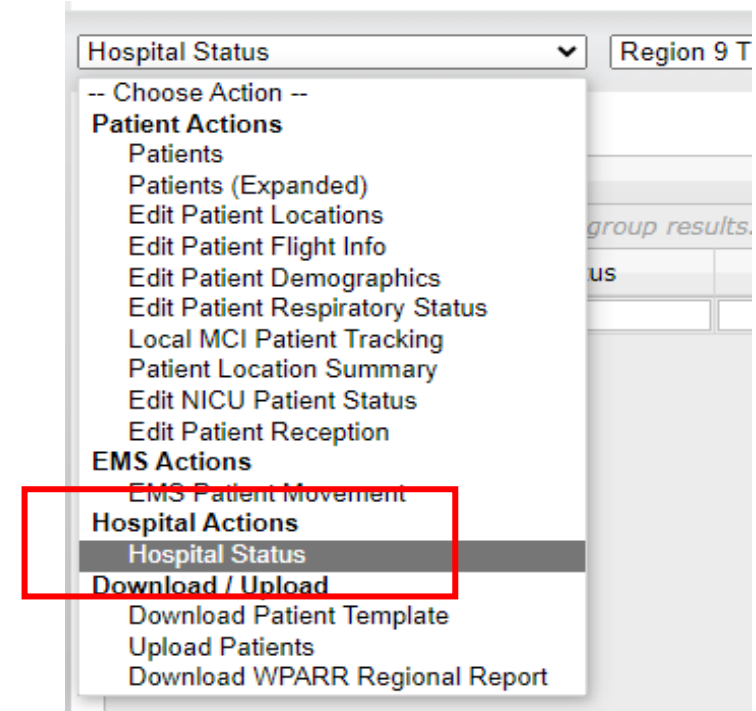 Hospital Status
Region 9 T
-- Choose Action --
Patient Actions
Patients
Patients (Expanded)
Edit Patient Locations
group results.
Edit Patient Flight Info
Edit Patient Demographics
us
Edit Patient Respiratory Status
Local MCI Patient Tracking
Patient Location Summary
Edit NICU Patient Status
Edit Patient Reception
EMS Actions
EMS Patient Movement
Hospital Actions
Hospital Status
Download / Upload
Download Patient Template
Upload Patients
Download WPARR Regional Report